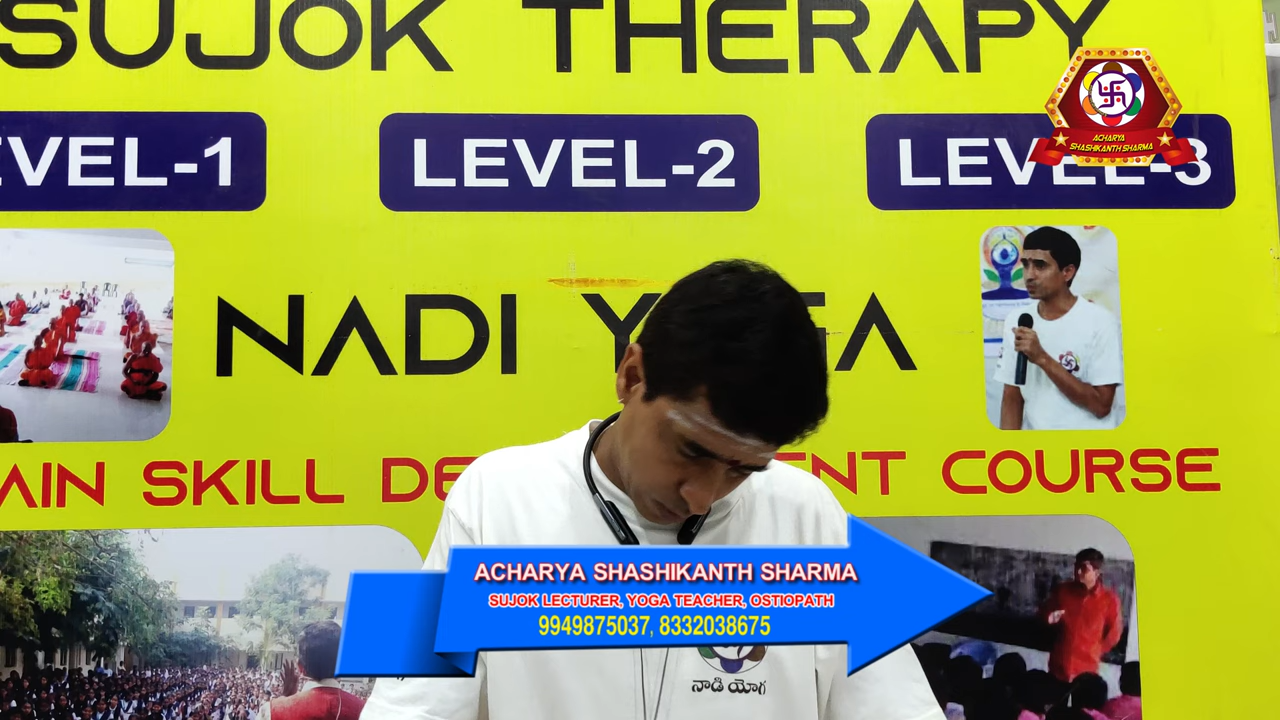 SUJOK THERAPY
EVEL-1
LEVEL-2
LEVEL-3
ACHARYA
SHASHIKANTH SHARMA
NADI Y GA
AIN SKILL DE ENT COURSE
ACHARYA SHASHIKANTH SHARMA
SUJOK LECTURER, YOGA TEACHER, OSTIOPATH
9949875037, 8332038675
నాడి యోగ